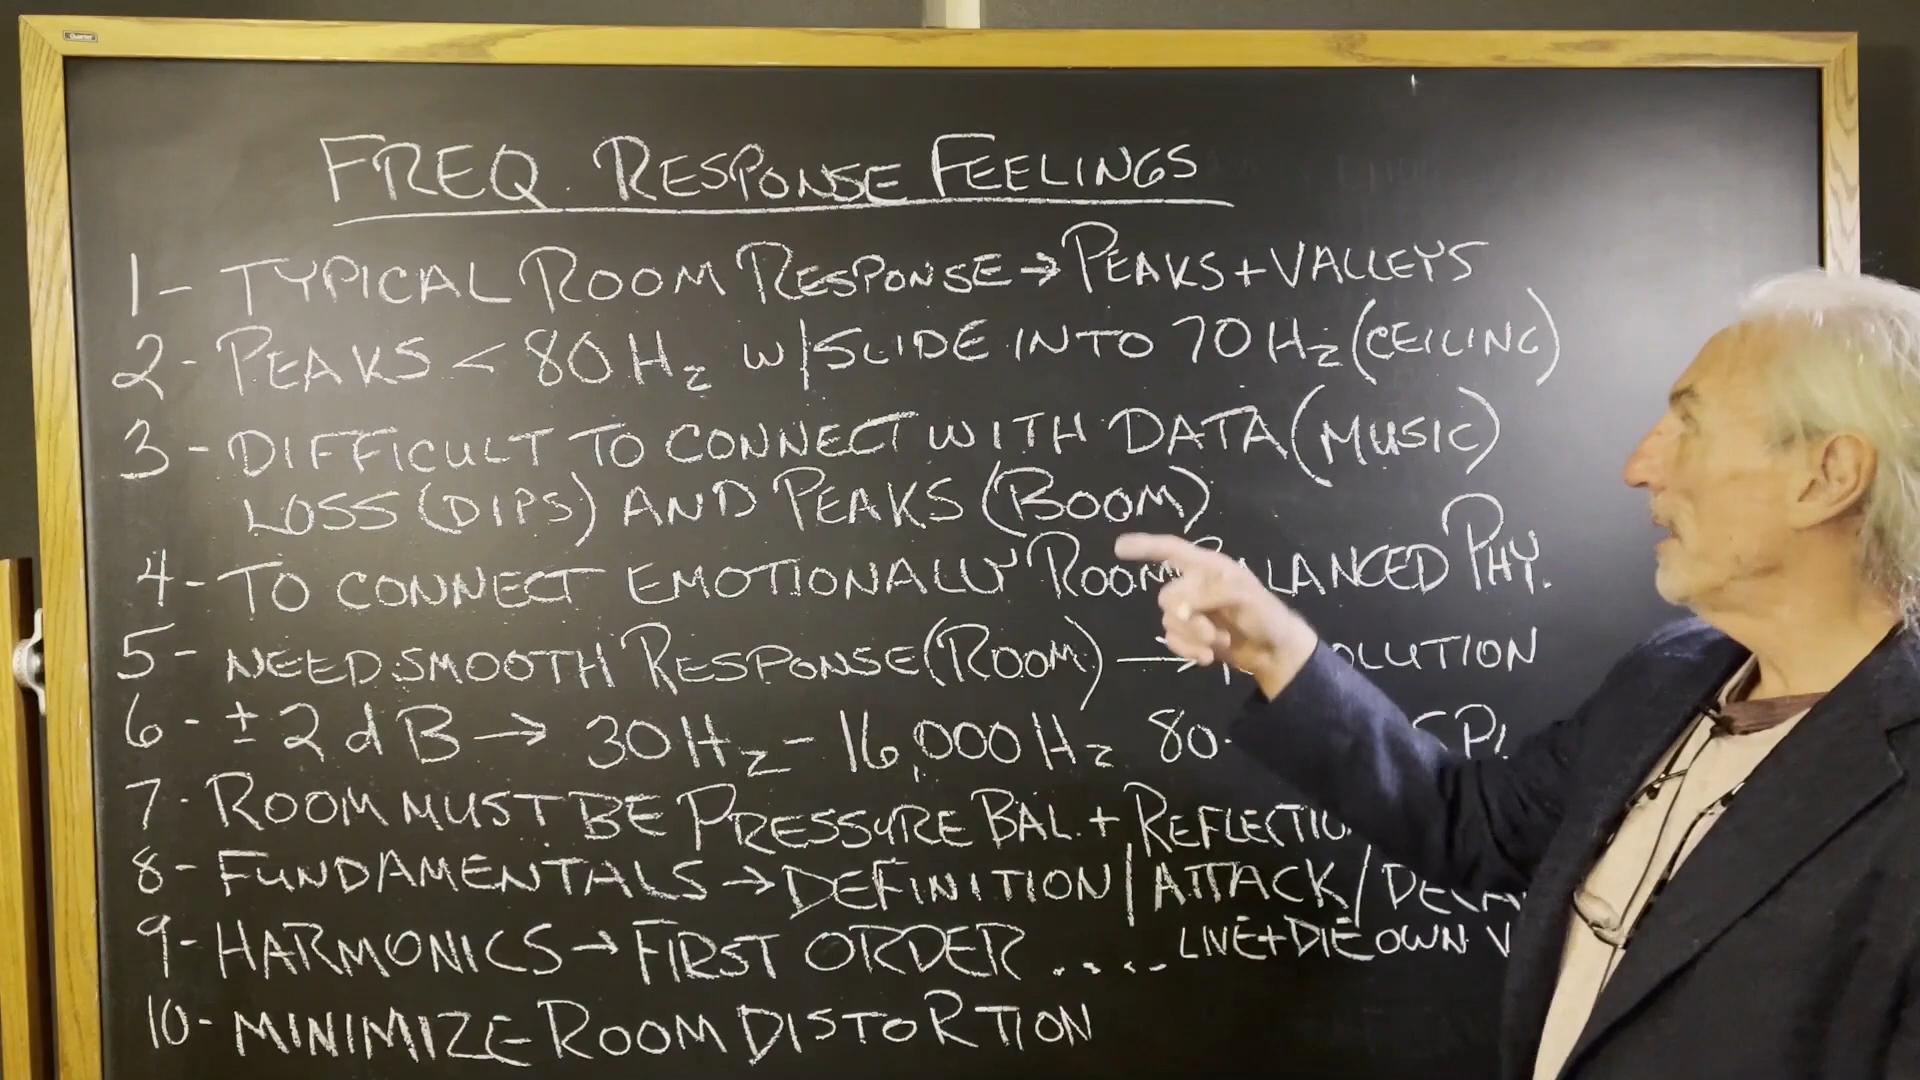 Quartet
FREQ. RESPONSE FEELINGS
1- TYPICAL ROOM RESPONSE → PEAKS + VALLEYS
2- PEAKS < 80 Hz W/SLIDE INTO 70 Hz (CEILING)
3- DIFFICULT TO CONNECT WITH DATA (MUSIC)
LOSS (DIPS) AND PEAKS (BOOM)
4- TO CONNECT EMOTIONALLY ROOM BALANCED PHY.
5- NEED SMOOTH RESPONSE (ROOM) →
6- ± 2 dB → 30 Hz - 16,000 Hz 80-
7- ROOM MUST BE PRESSURE BAL. +
8- FUNDAMENTALS → DEFINITION / ATTACK /
9- HARMONICS → FIRST ORDER .... LIVE + DIE OWN
10- MINIMIZE ROOM DISTORTION